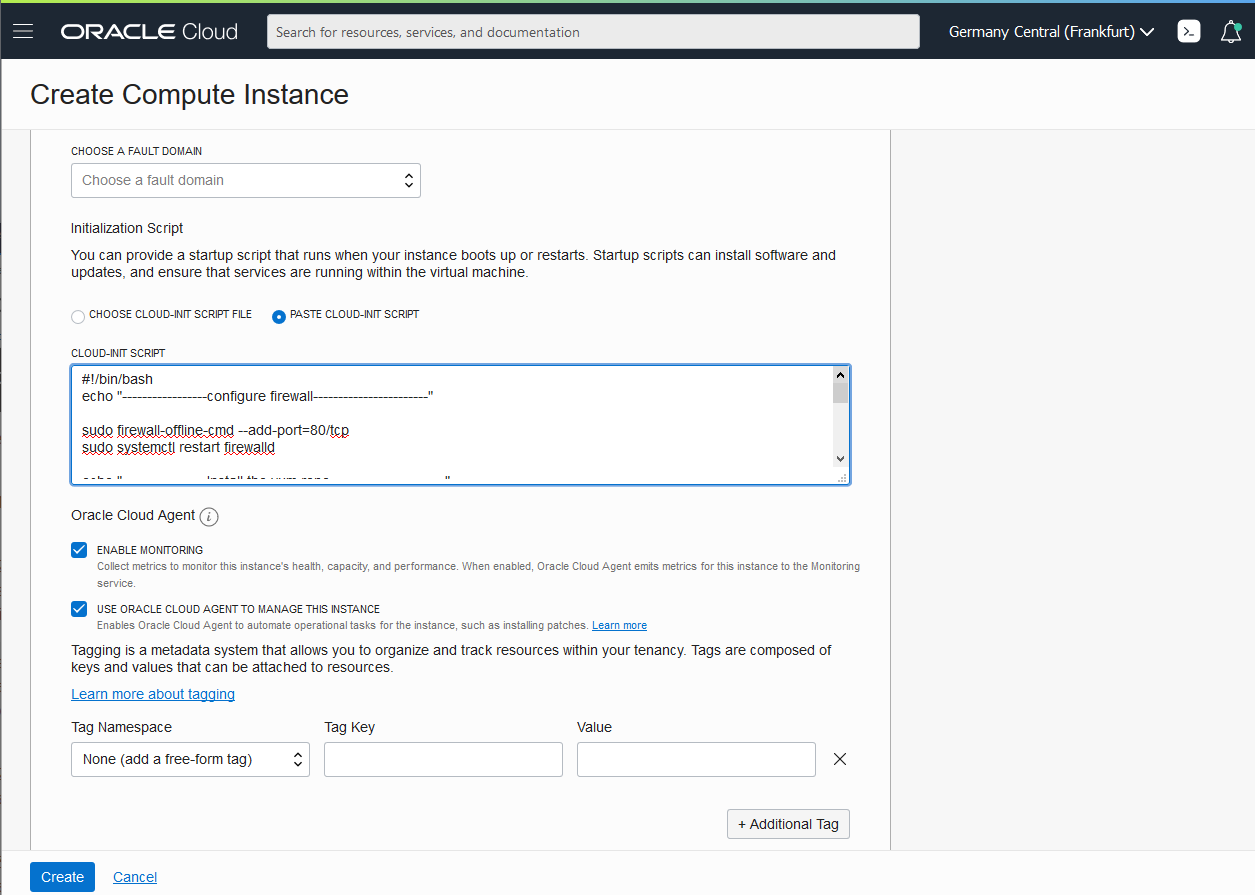 ORACLE Cloud
Search for resources, services, and documentation
Germany Central (Frankfurt)
Create Compute Instance
CHOOSE A FAULT DOMAIN
Choose a fault domain
Initialization Script
You can provide a startup script that runs when your instance boots up or restarts. Startup scripts can install software and
updates, and ensure that services are running within the virtual machine.
CHOOSE CLOUD-INIT SCRIPT FILE
PASTE CLOUD-INIT SCRIPT
CLOUD-INIT SCRIPT
#!/bin/bash
echo "-----------------configure firewall-----------------------"
sudo firewall-offline-cmd --add-port=80/tcp
sudo systemctl restart firewalld
Oracle Cloud Agent
ENABLE MONITORING
Collect metrics to monitor this instance's health, capacity, and performance. When enabled, Oracle Cloud Agent emits metrics for this instance to the Monitoring
service.
USE ORACLE CLOUD AGENT TO MANAGE THIS INSTANCE
Enables Oracle Cloud Agent to automate operational tasks for the instance, such as installing patches. Learn more
Tagging is a metadata system that allows you to organize and track resources within your tenancy. Tags are composed of
keys and values that can be attached to resources.
Learn more about tagging
Tag Namespace
Tag Key
Value
None (add a free-form tag)
+ Additional Tag
Create
Cancel